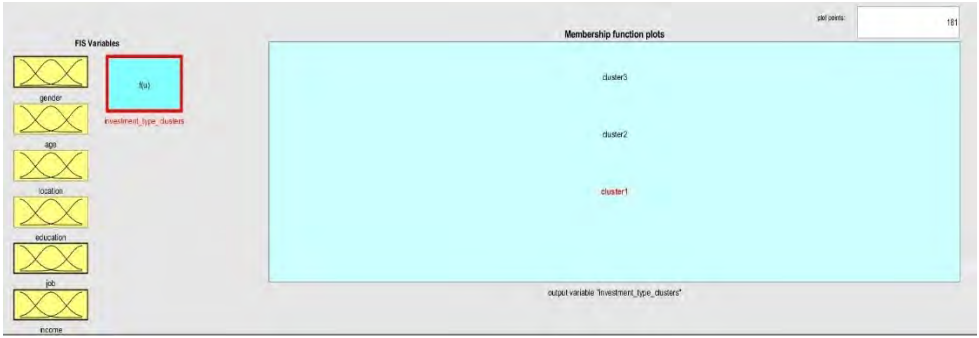 plot points:
181
FIS Variables
Membership function plots
f(u)
gender
investment_type_clusters
age
location
education
job
income
cluster3
cluster2
cluster1
output variable "investment_type_clusters"